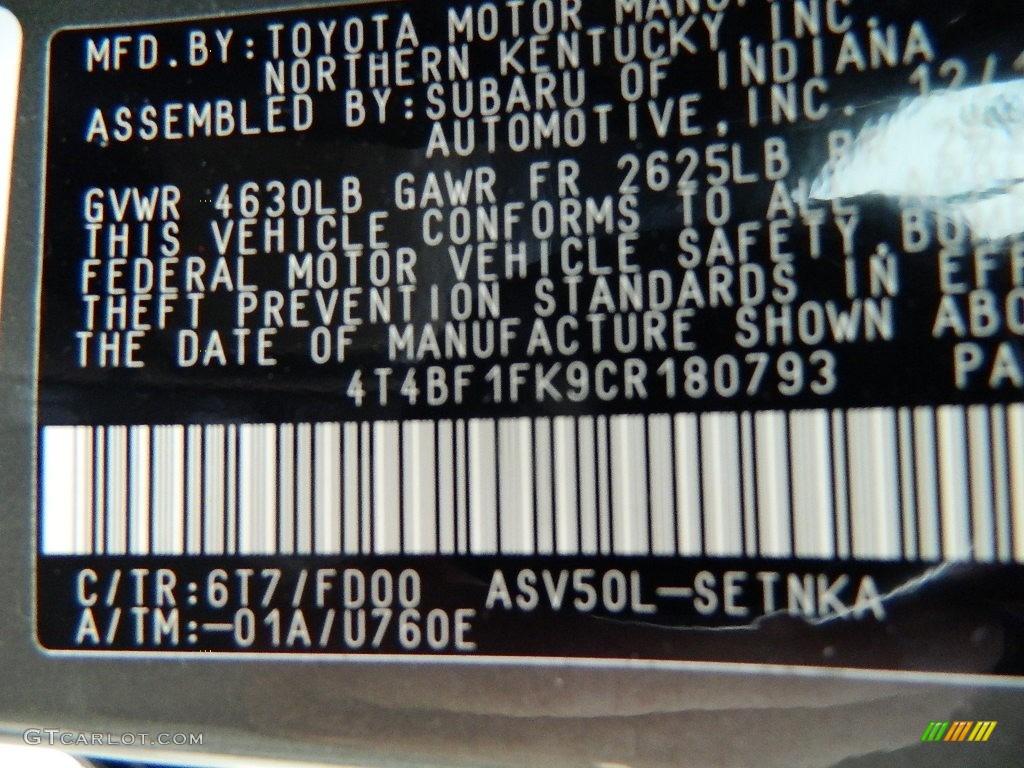 MFD.BY:TOYOTA MOTOR
NORTHERN KENTUCKY,INC.
ASSEMBLED BY:SUBARU OF INDIANA
AUTOMOTIVE,INC. 12/
GVWR 4630LB GAWR FR 2625LB
THIS VEHICLE CONFORMS TO
FEDERAL MOTOR VEHICLE SAFETY,
THEFT PREVENTION STANDARDS IN
THE DATE OF MANUFACTURE SHOWN
4T4BF1FK9CR180793
C/TR:6T7/FD00 ASV50L-SETNKA
A/TM:-01A/U760E
GTCARLOT.COM